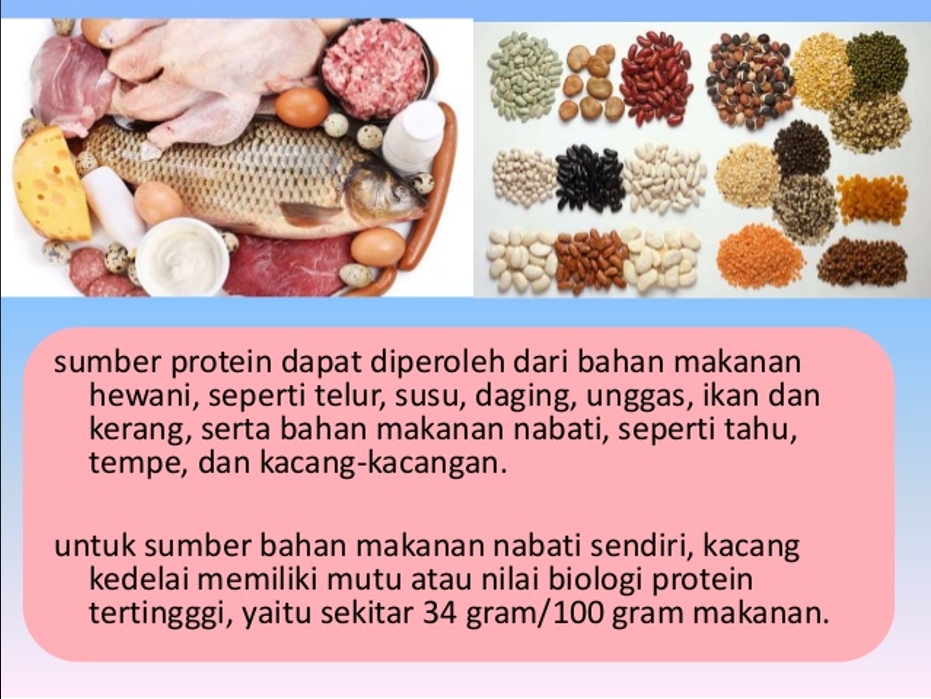 sumber protein dapat diperoleh dari bahan makanan
hewani, seperti telur, susu, daging, unggas, ikan dan
kerang, serta bahan makanan nabati, seperti tahu,
tempe, dan kacang-kacangan.
untuk sumber bahan makanan nabati sendiri, kacang
kedelai memiliki mutu atau nilai biologi protein
tertingggi, yaitu sekitar 34 gram/100 gram makanan.